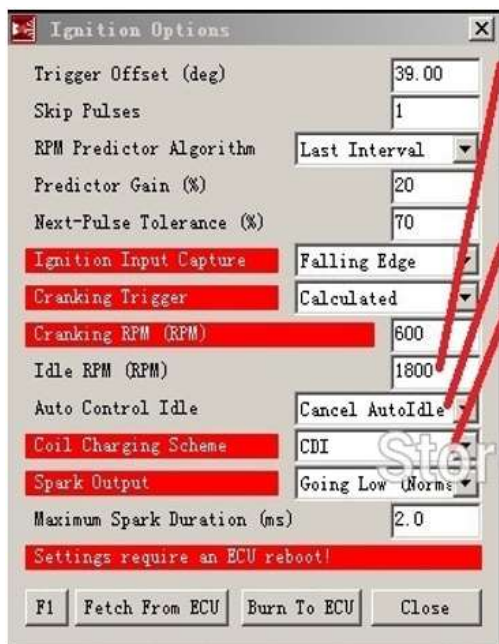 Ignition Options
Trigger Offset (deg) 39.00
Skip Pulses 1
RPM Predictor Algorithm Last Interval
Predictor Gain (%) 20
Next-Pulse Tolerance (%) 70
Ignition Input Capture Falling Edge
Cranking Trigger Calculated
Cranking RPM (RPM) 600
Idle RPM (RPM) 1800
Auto Control Idle Cancel AutoIdle
Coil Charging Scheme CDI
Stor
Spark Output Going Low (Norma
Maximum Spark Duration (ms) 2.0
Settings require an ECU reboot!
F1 Fetch From ECU Burn To ECU Close